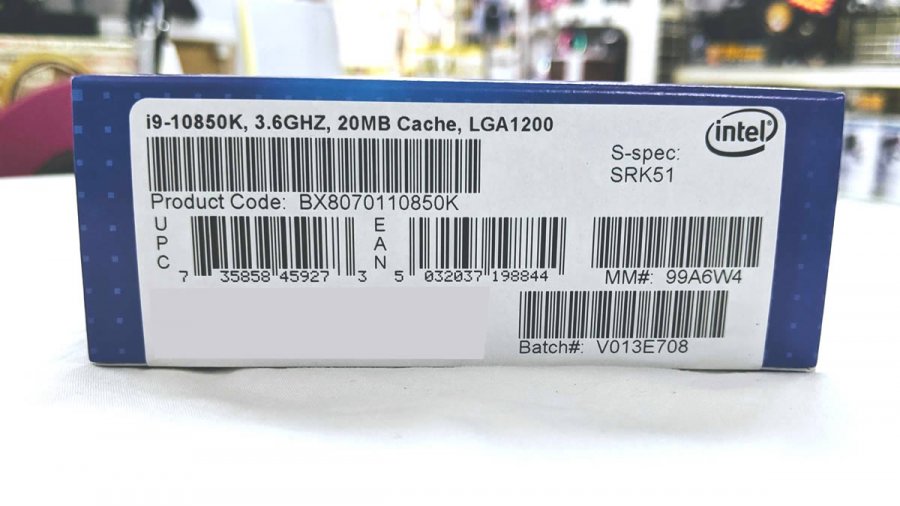 i9-10850K, 3.6GHZ, 20MB Cache, LGA1200
intel
S-spec:
SRK51
Product Code: BX8070110850K
UPC
7 35858 45927 3
EAN
5 032037 198844
MM#: 99A6W4
Batch#: V013E708